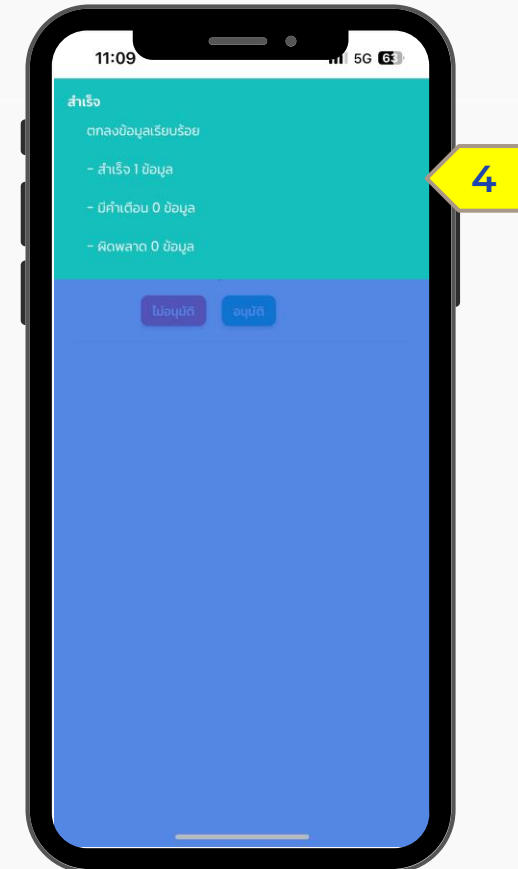 11:09 5G 63
สำเร็จ
ตกลงข้อมูลเรียบร้อย
- สำเร็จ 1 ข้อมูล
4
- มีคำเตือน 0 ข้อมูล
- ผิดพลาด 0 ข้อมูล
ไม่อนุมัติ อนุมัติ